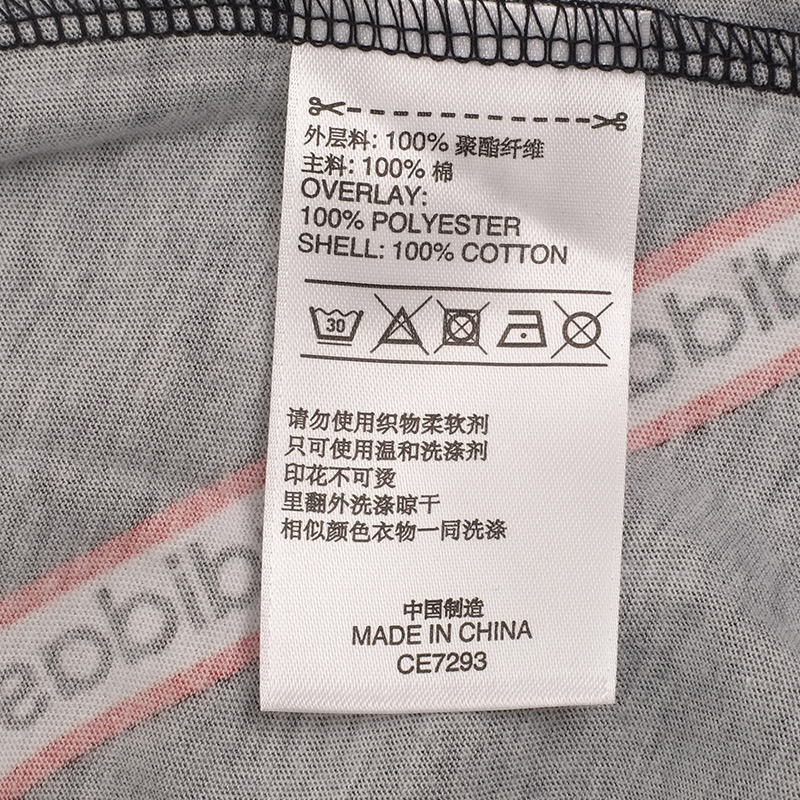 外层料: 100% 聚酯纤维
主料: 100% 棉
OVERLAY:
100% POLYESTER
SHELL: 100% COTTON
30
请勿使用织物柔软剂
只可使用温和洗涤剂
印花不可烫
里翻外洗涤晾干
相似颜色衣物一同洗涤
中国制造
MADE IN CHINA
CE7293